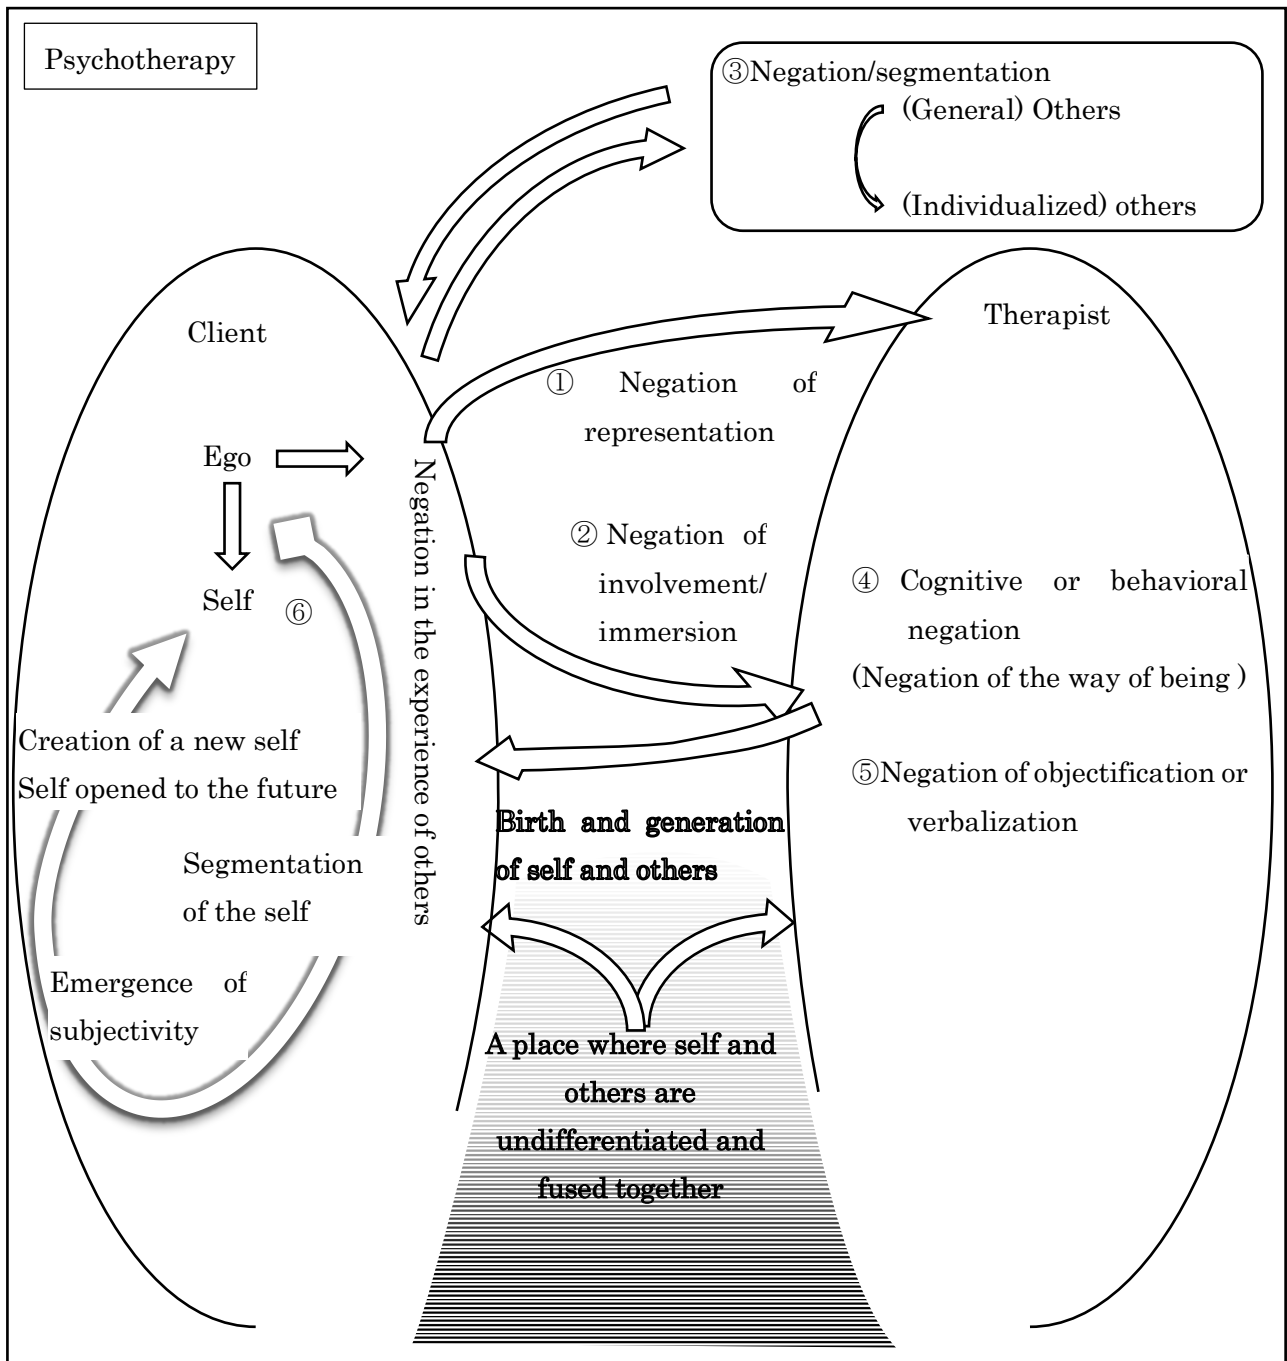 Psychotherapy
③Negation/segmentation
(General) Others
(Individualized) others
Client
Therapist
① Negation of
representation
Ego
Negation in the experience of others
② Negation of
involvement/
immersion
④ Cognitive or behavioral
negation
(Negation of the way of being )
Self ⑥
Creation of a new self
Self opened to the future
⑤Negation of objectification or
verbalization
Birth and generation
of self and others
Segmentation
of the self
Emergence of
subjectivity
A place where self and
others are
undifferentiated and
fused together